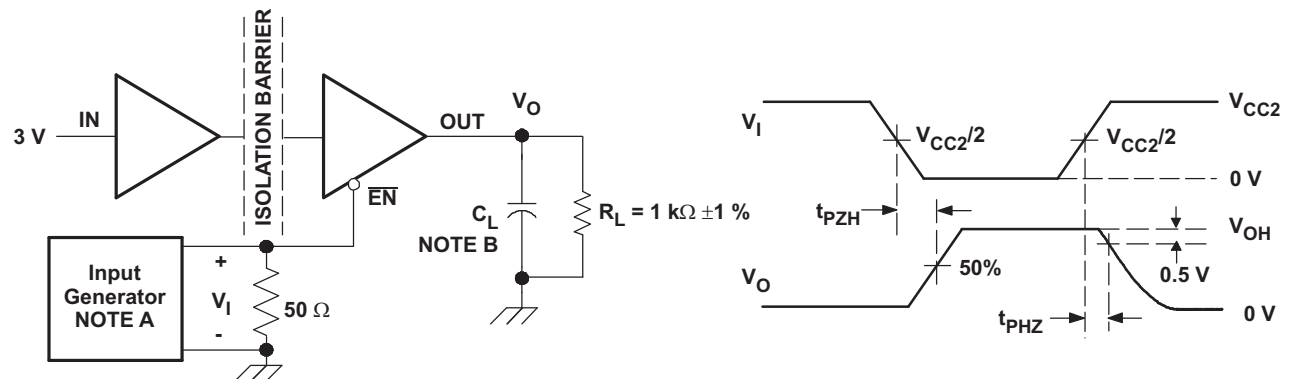 ISOLATION BARRIER
3 V
IN
OUT
V_O
EN
C_L
NOTE B
R_L = 1 kΩ ±1 %
Input
Generator
NOTE A
+
V_I
-
50 Ω
V_I
V_CC2/2
V_CC2/2
V_CC2
0 V
t_PZH
V_OH
50%
0.5 V
V_O
t_PHZ
0 V